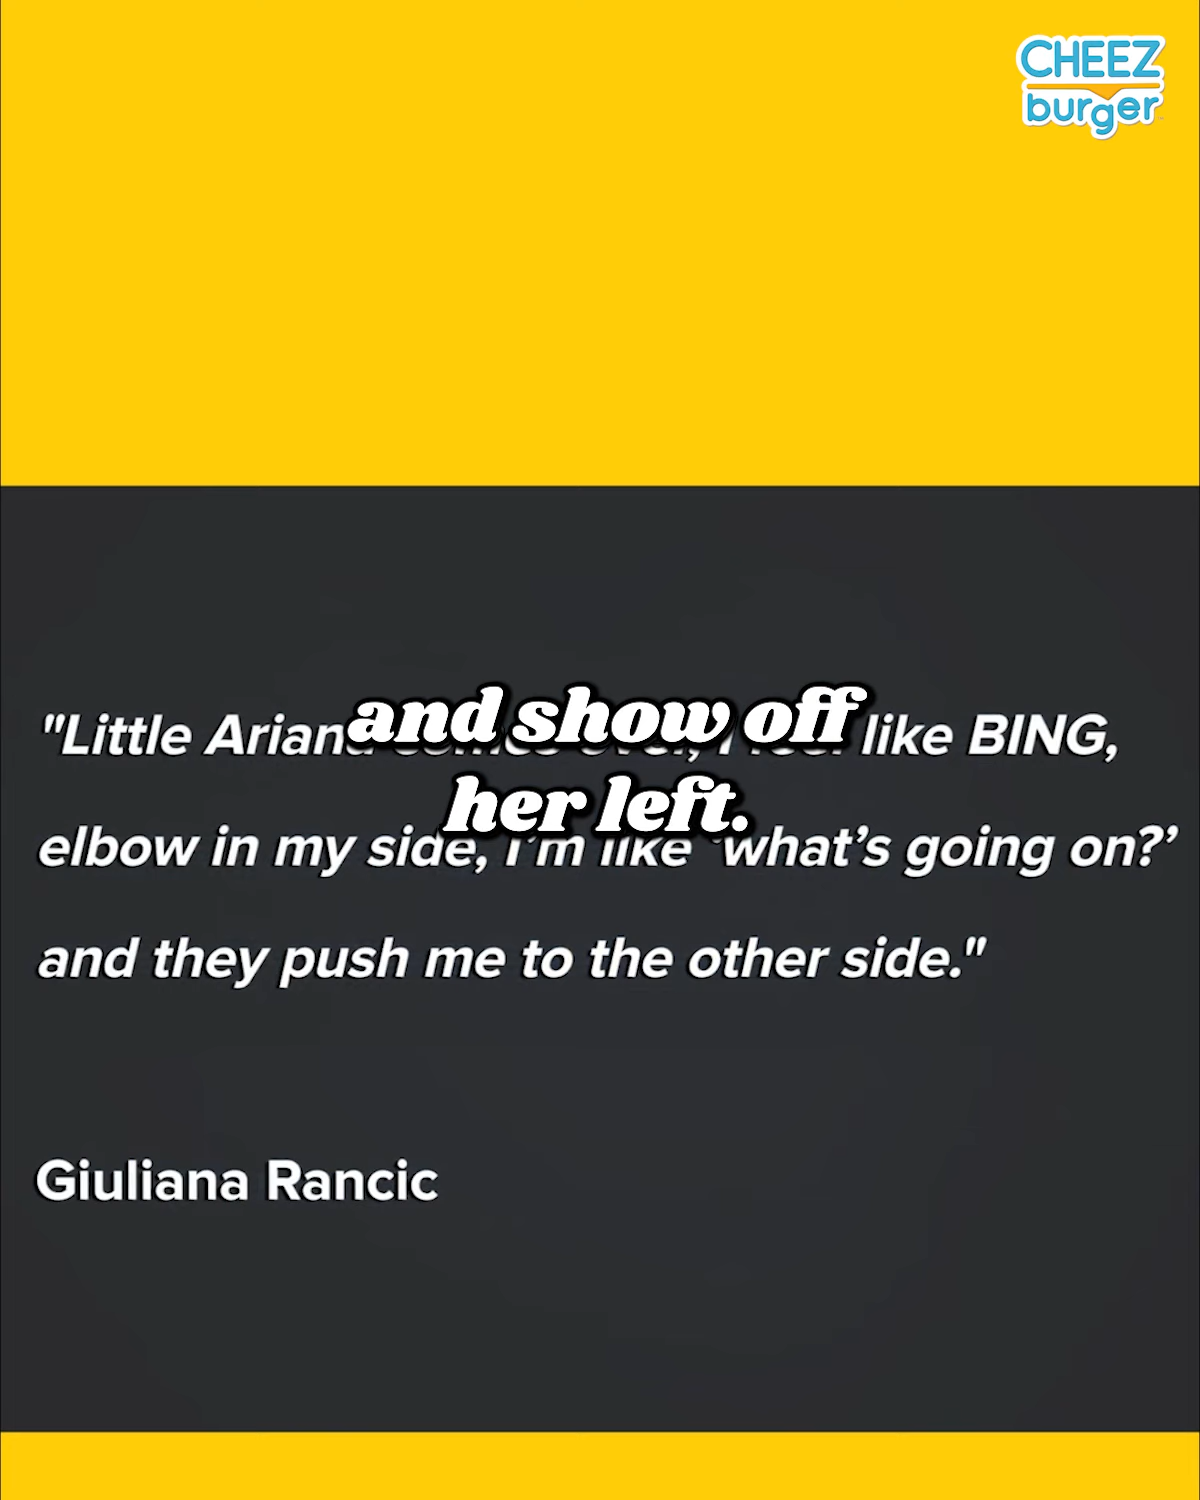 CHEEZ
burger
and show off
her left.
"Little like BING,
elbow in my side, I'm like 'what's going on?'
and they push me to the other side."
Giuliana Rancic